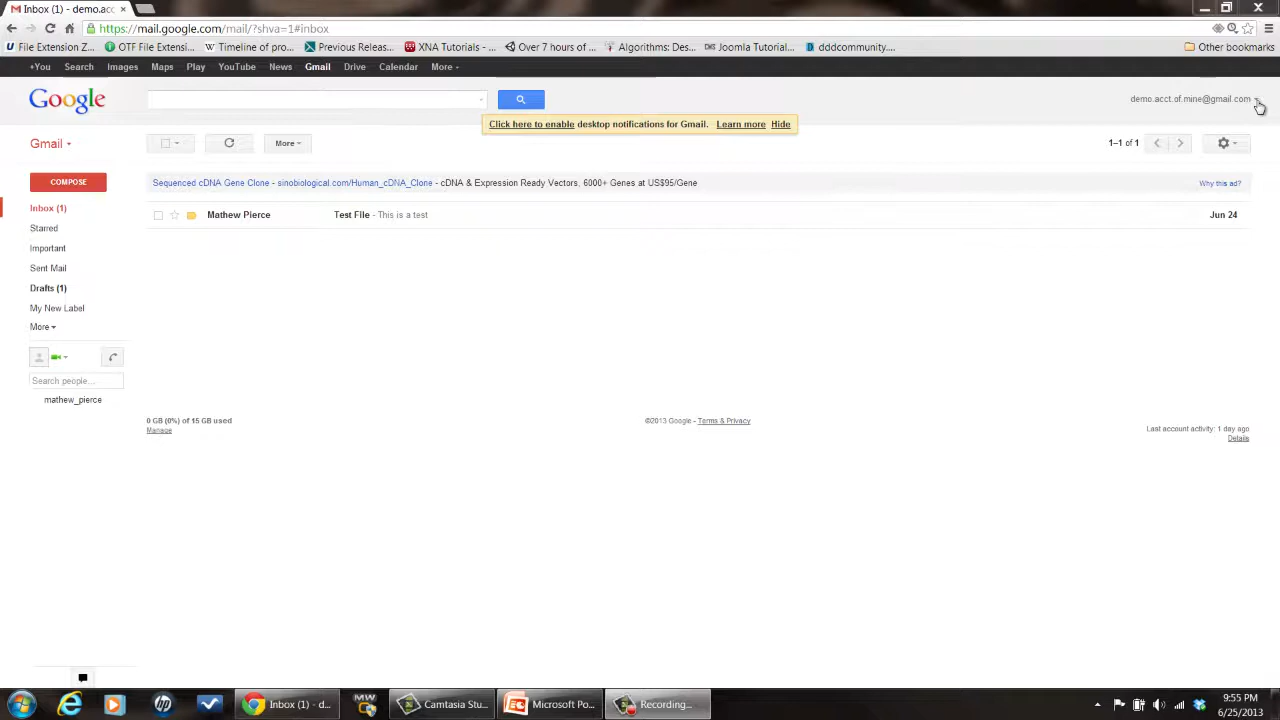 Inbox (1) - demo.acc
https://mail.google.com/mail/?shva=1#inbox
File Extension Z... OTF File Extensi... Timeline of pro... Previous Releas... XNA Tutorials - ... Over 7 hours of ... Algorithms: Des... Joomla Tutorial... dddcommunity.... Other bookmarks
+You Search Images Maps Play YouTube News Gmail Drive Calendar More
Google demo.acct.of.mine@gmail.com
Click here to enable desktop notifications for Gmail. Learn more Hide
Gmail More 1–1 of 1
COMPOSE
Sequenced cDNA Gene Clone - sinobiological.com/Human_cDNA_Clone - cDNA & Expression Ready Vectors, 6000+ Genes at US$95/Gene Why this ad?
Inbox (1)
Mathew Pierce Test File - This is a test Jun 24
Starred
Important
Sent Mail
Drafts (1)
My New Label
More
Search people...
mathew_pierce
0 GB (0%) of 15 GB used
Manage
©2013 Google - Terms & Privacy
Last account activity: 1 day ago
Details
Inbox (1) - d... MW Camtasia Stu... Microsoft Po... Recording...
9:55 PM
6/25/2013